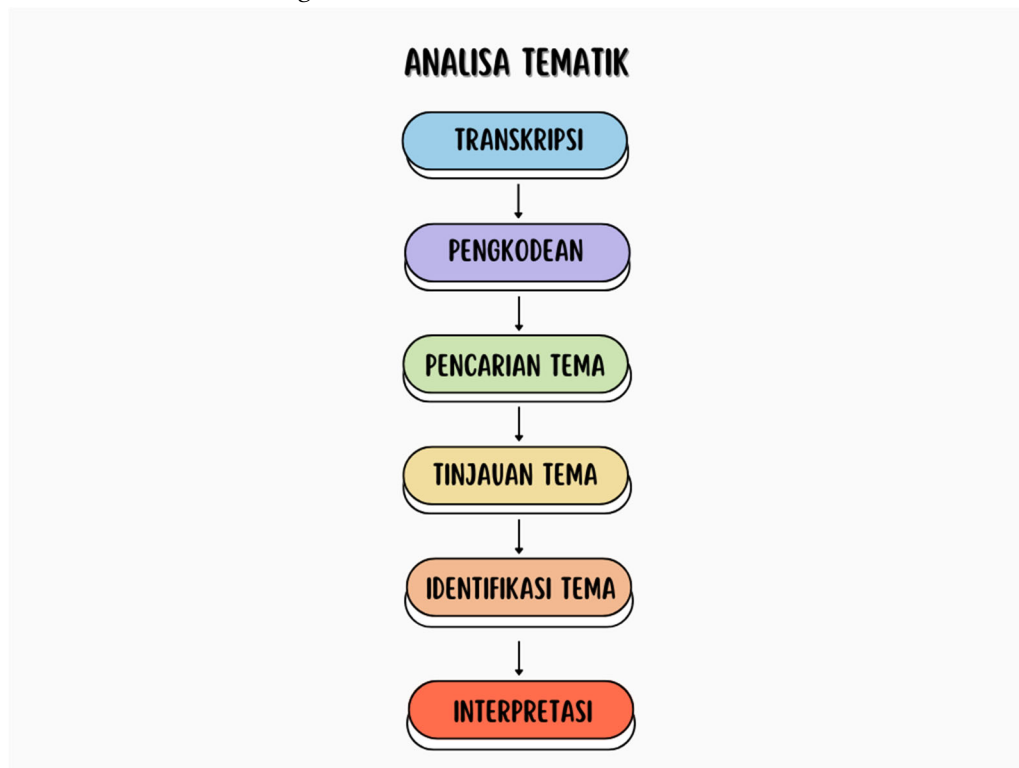 ANALISA TEMATIK
TRANSKRIPSI
PENGKODEAN
PENCARIAN TEMA
TINJAUAN TEMA
IDENTIFIKASI TEMA
INTERPRETASI